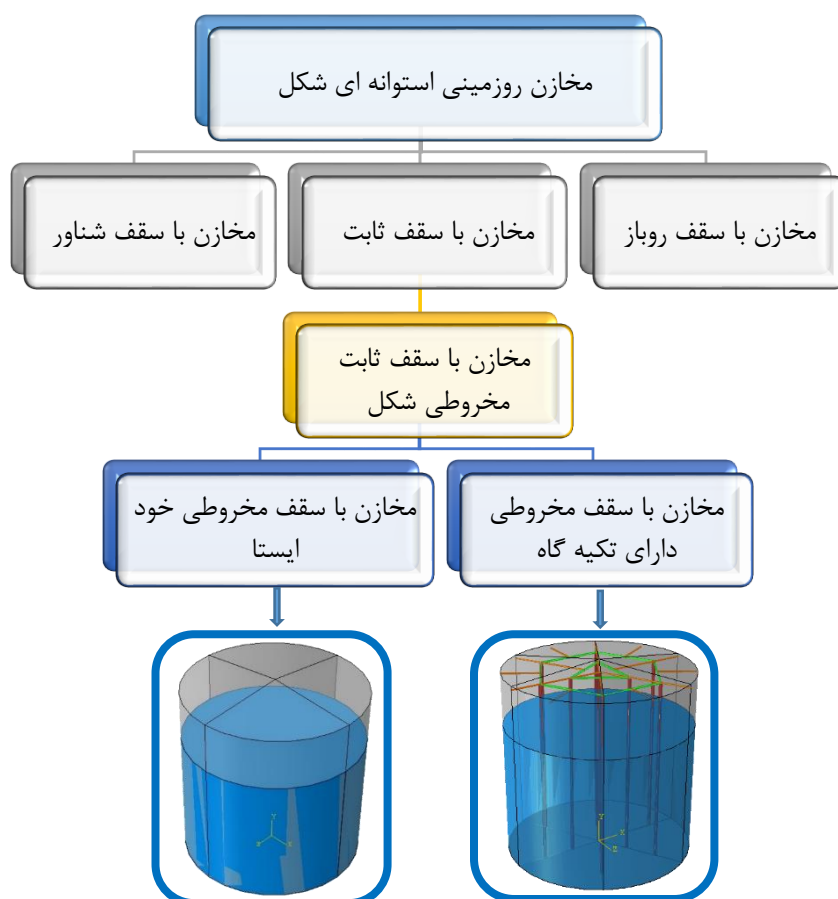 مخازن روزمینی استوانه ای شکل
مخازن با سقف روباز
مخازن با سقف ثابت
مخازن با سقف شناور
مخازن با سقف ثابت
مخروطی شکل
مخازن با سقف مخروطی
دارای تکیه گاه
مخازن با سقف مخروطی خود
ایستا
Y
X
Z
Y
X
Z